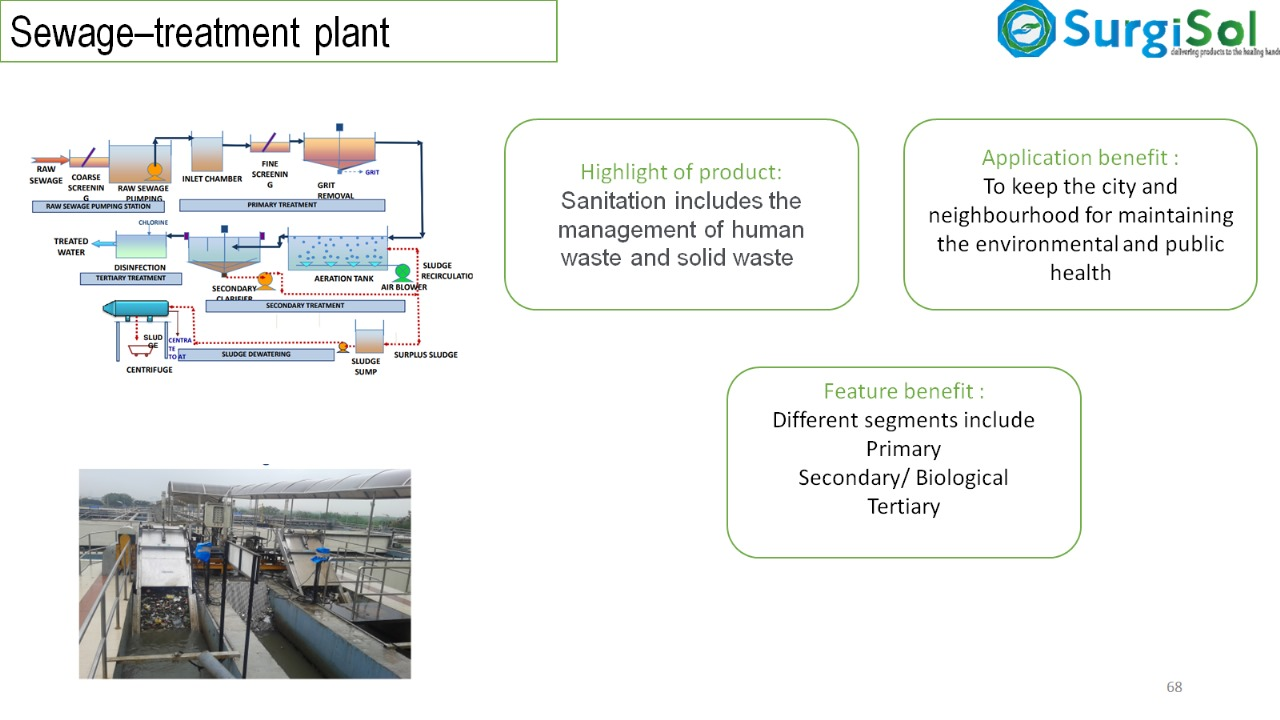 Sewage–treatment plant
SurgiSol
delivering products to the healing hands
RAW
SEWAGE
COARSE
SCREENIN
G
RAW SEWAGE
PUMPING
RAW SEWAGE PUMPING STATION
INLET CHAMBER
FINE
SCREENIN
G
GRIT
REMOVAL
GRIT
PRIMARY TREATMENT
CHLORINE
TREATED
WATER
DISINFECTION
TERTIARY TREATMENT
SECONDARY
CLARIFIER
AERATION TANK
AIR BLOWER
SLUDGE
RECIRCULATIO
SECONDARY TREATMENT
SLUD
GE
CENTRA
TE
TO AT
CENTRIFUGE
SLUDGE DEWATERING
SLUDGE
SUMP
SURPLUS SLUDGE
Highlight of product:
Sanitation includes the
management of human
waste and solid waste
Application benefit :
To keep the city and
neighbourhood for maintaining
the environmental and public
health
Feature benefit :
Different segments include
Primary
Secondary/ Biological
Tertiary
68